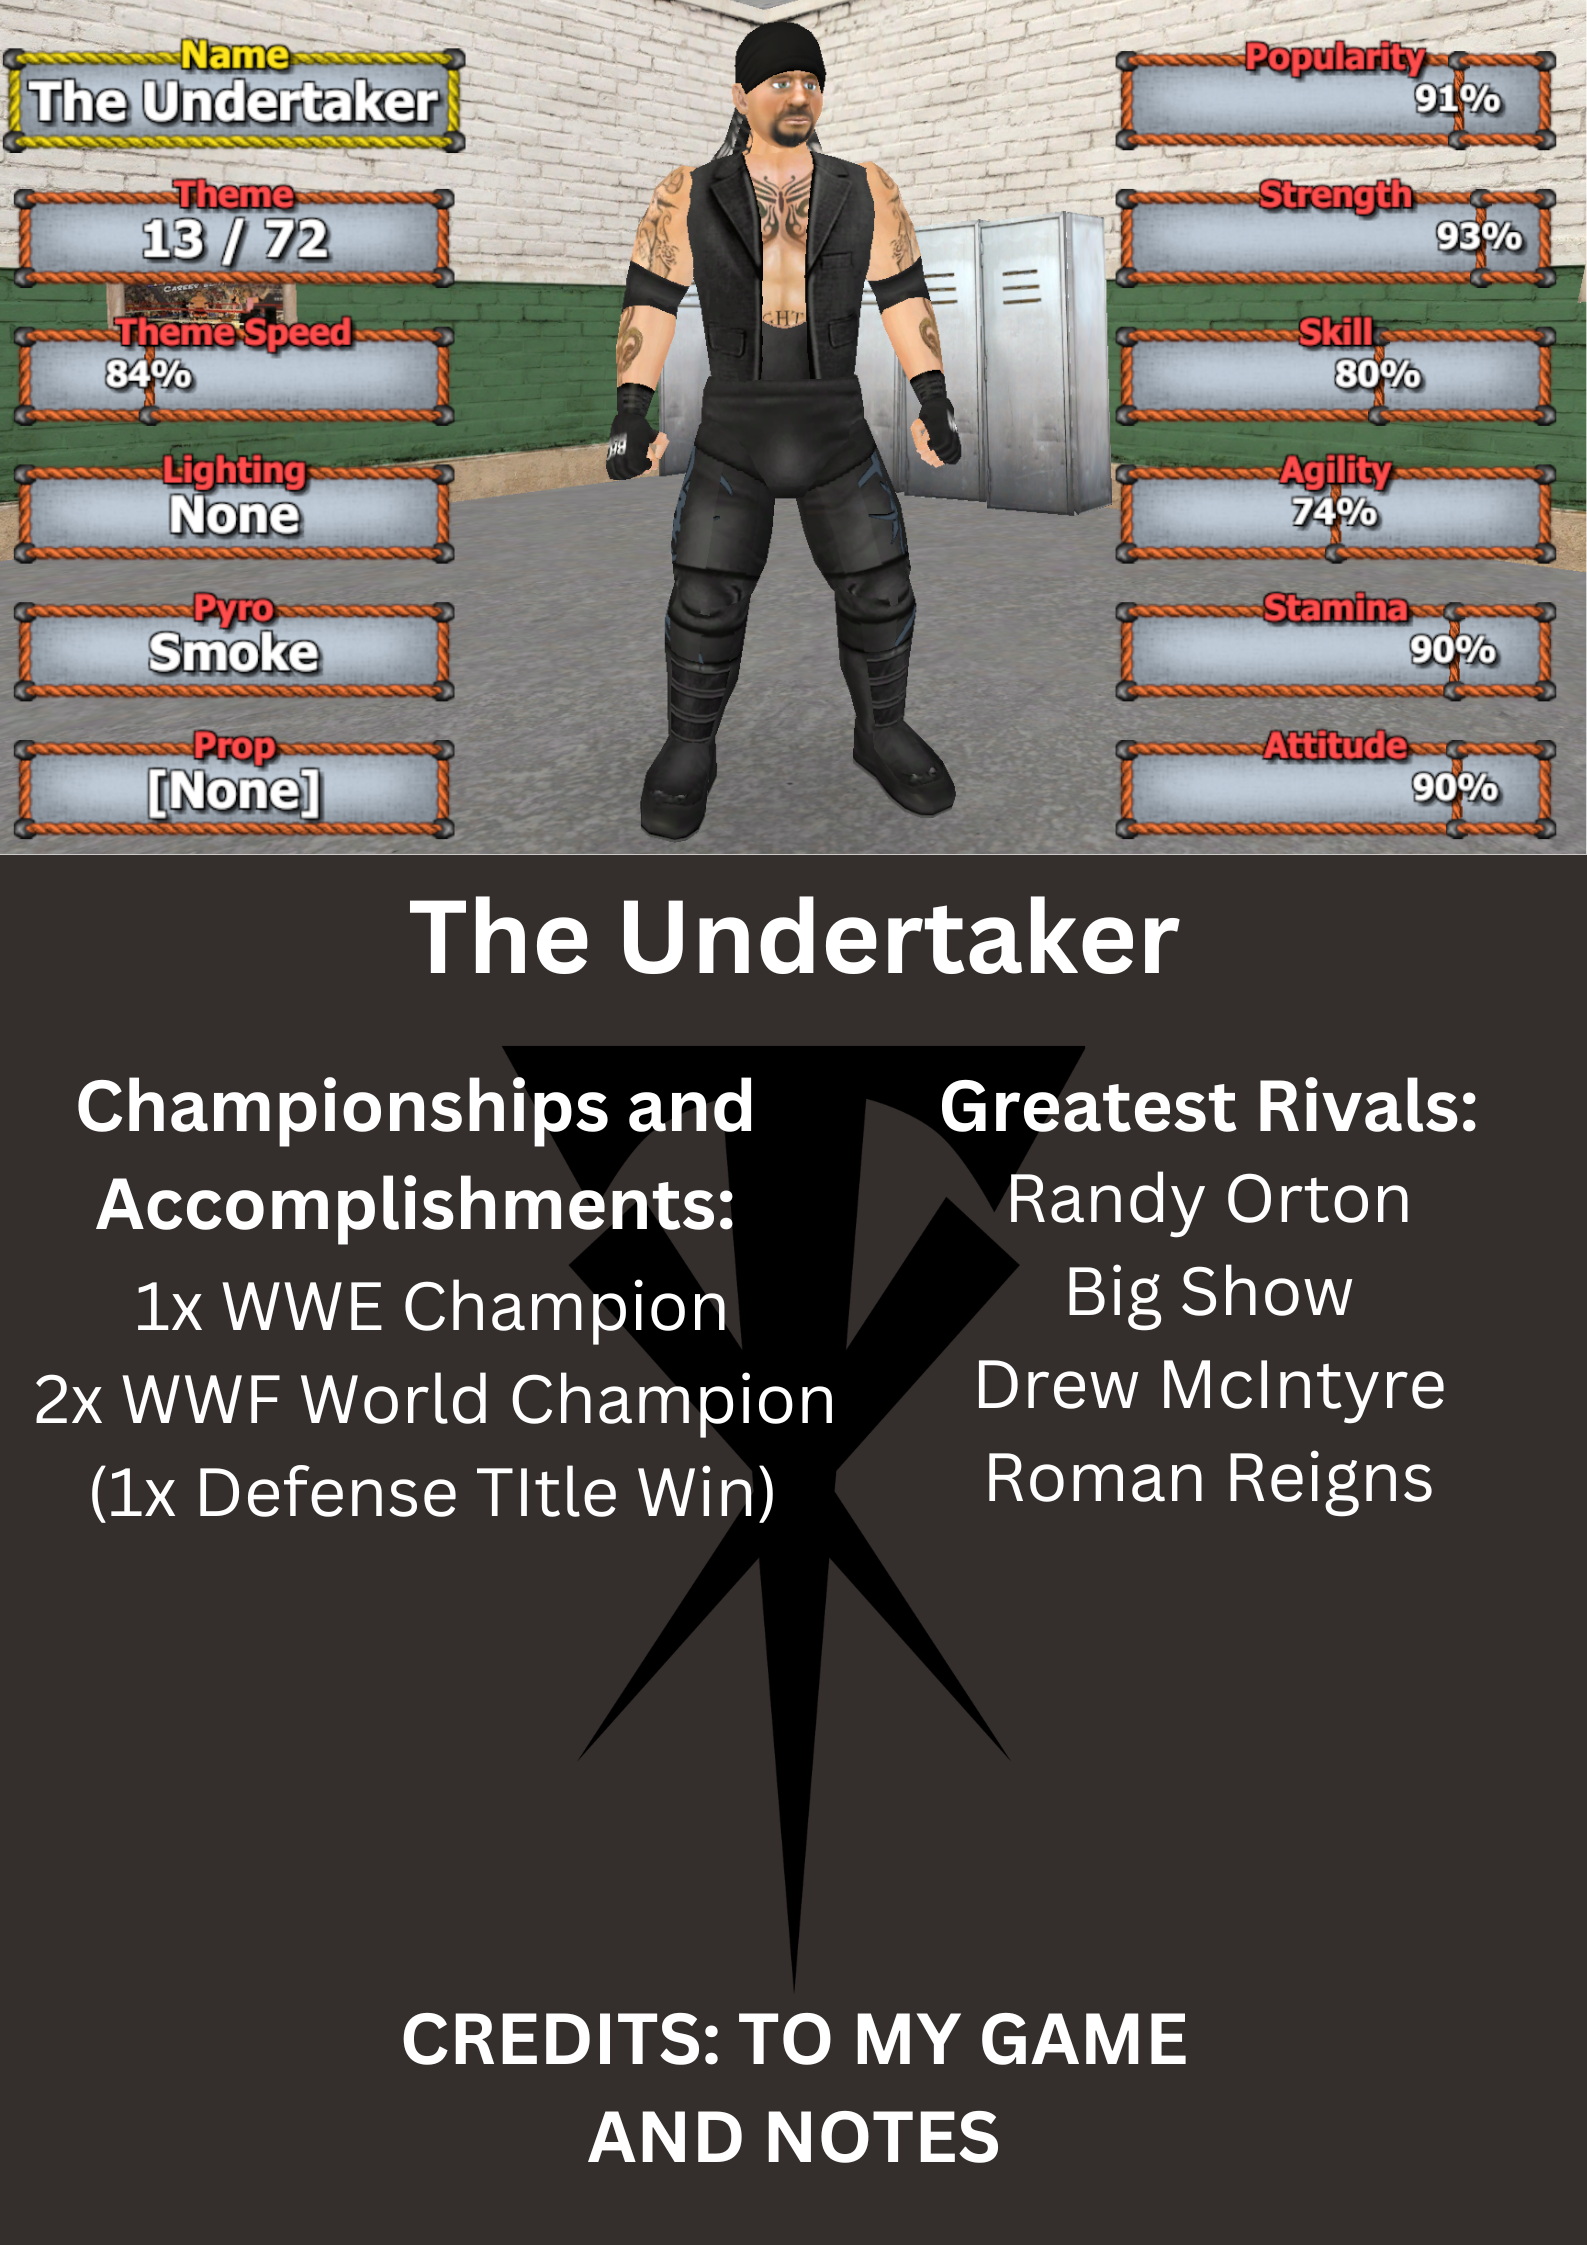 Name
The Undertaker
Theme
13 / 72
Theme Speed
84%
Lighting
None
Pyro
Smoke
Prop
[None]
Popularity
91%
Strength
93%
Skill
80%
Agility
74%
Stamina
90%
Attitude
90%
The Undertaker
Championships and
Accomplishments:
1x WWE Champion
2x WWF World Champion
(1x Defense TItle Win)
Greatest Rivals:
Randy Orton
Big Show
Drew McIntyre
Roman Reigns
CREDITS: TO MY GAME
AND NOTES